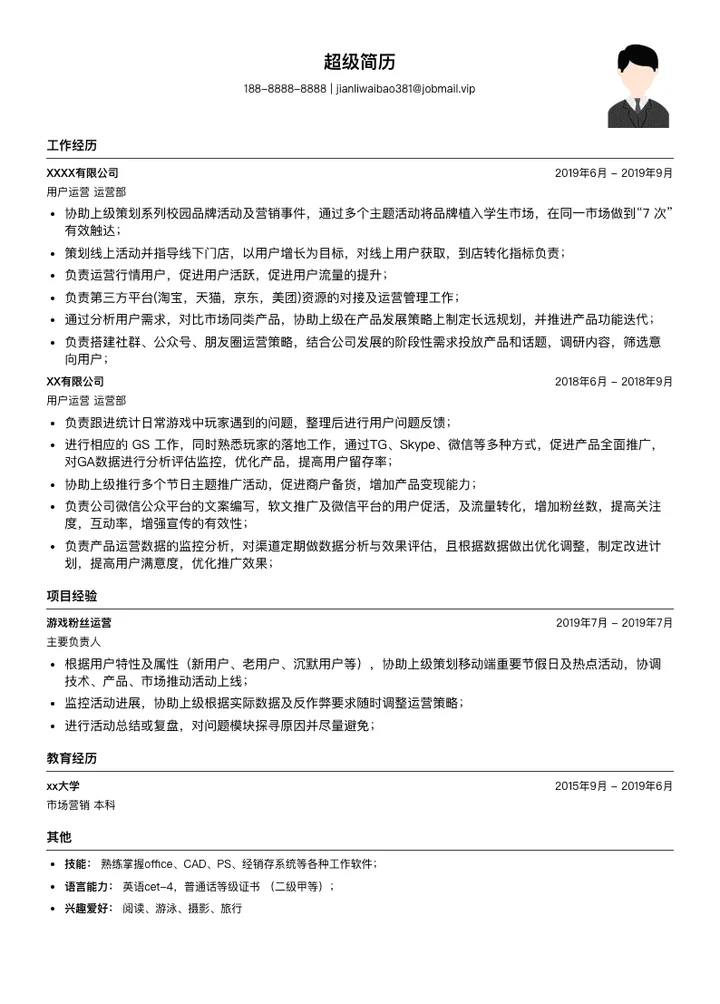 超级简历
188-8888-8888 | jianliwaibao381@jobmail.vip
工作经历
XXXX有限公司 2019年6月 – 2019年9月
用户运营 运营部
• 协助上级策划系列校园品牌活动及营销事件，通过多个主题活动将品牌植入学生市场，在同一市场做到“7 次”
有效触达；
• 策划线上活动并指导线下门店，以用户增长为目标，对线上用户获取，到店转化指标负责；
• 负责运营行情用户，促进用户活跃，促进用户流量的提升；
• 负责第三方平台(淘宝，天猫，京东，美团)资源的对接及运营管理工作；
• 通过分析用户需求，对比市场同类产品，协助上级在产品发展策略上制定长远规划，并推进产品功能迭代；
• 负责搭建社群、公众号、朋友圈运营策略，结合公司发展的阶段性需求投放产品和话题，调研内容，筛选意
向用户；
XX有限公司 2018年6月 – 2018年9月
用户运营 运营部
• 负责跟进统计日常游戏中玩家遇到的问题，整理后进行用户问题反馈；
• 进行相应的 GS 工作，同时熟悉玩家的落地工作，通过TG、Skype、微信等多种方式，促进产品全面推广，
对GA数据进行分析评估监控，优化产品，提高用户留存率；
• 协助上级推行多个节日主题推广活动，促进商户备货，增加产品变现能力；
• 负责公司微信公众平台的文案编写，软文推广及微信平台的用户促活，及流量转化，增加粉丝数，提高关注
度，互动率，增强宣传的有效性；
• 负责产品运营数据的监控分析，对渠道定期做数据分析与效果评估，且根据数据做出优化调整，制定改进计
划，提高用户满意度，优化推广效果；
项目经验
游戏粉丝运营 2019年7月 – 2019年7月
主要负责人
• 根据用户特性及属性（新用户、老用户、沉默用户等），协助上级策划移动端重要节假日及热点活动，协调
技术、产品、市场推动活动上线；
• 监控活动进展，协助上级根据实际数据及反作弊要求随时调整运营策略；
• 进行活动总结或复盘，对问题模块探寻原因并尽量避免；
教育经历
xx大学 2015年9月 – 2019年6月
市场营销 本科
其他
• 技能： 熟练掌握office、CAD、PS、经销存系统等各种工作软件；
• 语言能力： 英语cet-4，普通话等级证书 （二级甲等）；
• 兴趣爱好： 阅读、游泳、摄影、旅行